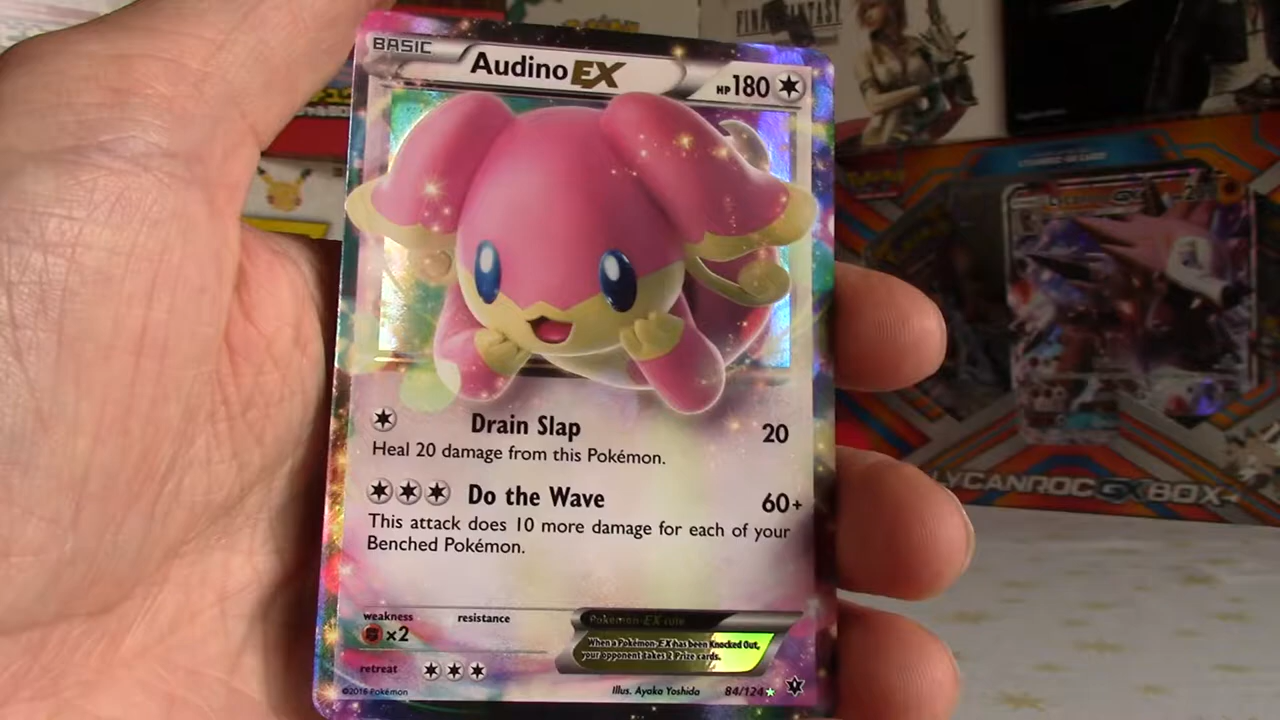 BASIC
Audino EX
HP 180
Drain Slap 20
Heal 20 damage from this Pokémon.
Do the Wave 60+
This attack does 10 more damage for each of your
Benched Pokémon.
weakness resistance
×2
Pokémon-EX rule
When a Pokémon-EX has been Knocked Out,
your opponent takes 2 Prize cards.
retreat
©2016 Pokémon
Illus. Ayaka Yoshida
84/124
FINAL FANTASY
LYCANROC GX BOX